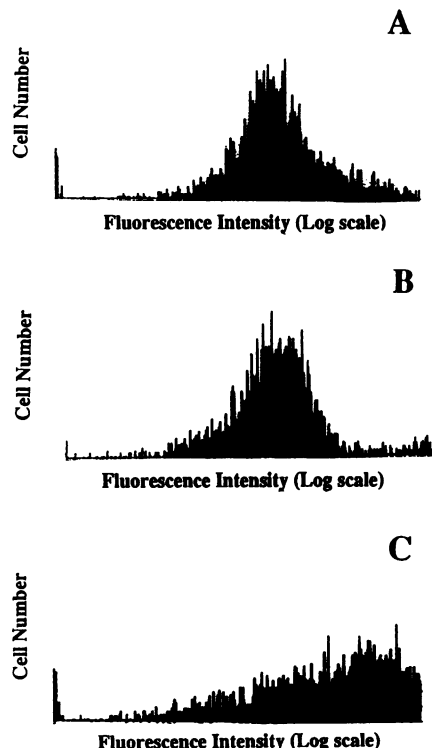 A
Cell Number
Fluorescence Intensity (Log scale)
B
Cell Number
Fluorescence Intensity (Log scale)
C
Cell Number
Fluorescence Intensity (Log scale)